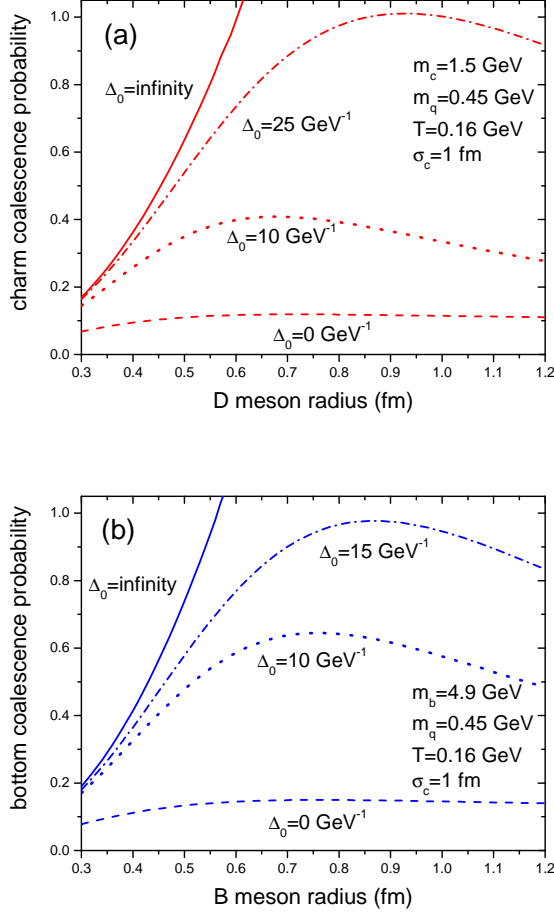 (a)
Δ₀=infinity
m_c=1.5 GeV
m_q=0.45 GeV
T=0.16 GeV
σ_c=1 fm
Δ₀=25 GeV⁻¹
Δ₀=10 GeV⁻¹
Δ₀=0 GeV⁻¹
charm coalescence probability
1.0
0.8
0.6
0.4
0.2
0.0
0.3 0.4 0.5 0.6 0.7 0.8 0.9 1.0 1.1 1.2
D meson radius (fm)
(b)
Δ₀=15 GeV⁻¹
Δ₀=infinity
Δ₀=10 GeV⁻¹
m_b=4.9 GeV
m_q=0.45 GeV
T=0.16 GeV
σ_c=1 fm
Δ₀=0 GeV⁻¹
bottom coalescence probability
1.0
0.8
0.6
0.4
0.2
0.0
0.3 0.4 0.5 0.6 0.7 0.8 0.9 1.0 1.1 1.2
B meson radius (fm)